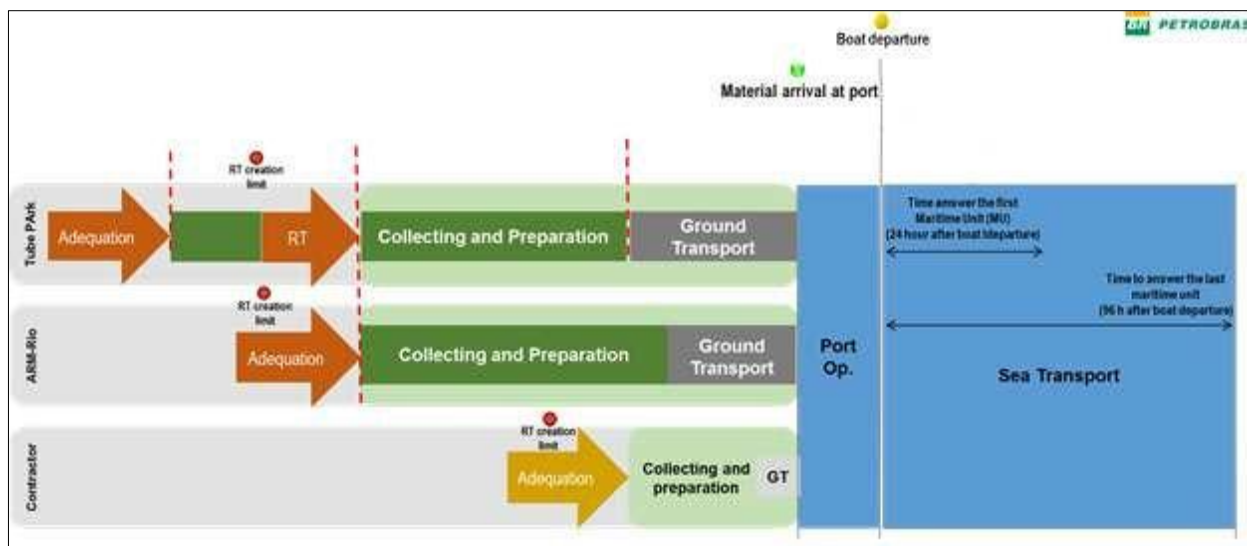 BR PETROBRAS
Boat departure
Material arrival at port
RT creation
limit
Tube PArk
Adequation
RT
Collecting and Preparation
Ground
Transport
Time answer the first
Maritime Unit (MU)
(24 hour after boat ldeparture)
Time to answer the last
maritime unit
(96 h after boat departure)
RT creation
limit
ARM-Rio
Adequation
Collecting and Preparation
Ground
Transport
Port
Op.
Sea Transport
RT creation
limit
Contrastor
Adequation
Collecting and
preparation
GT